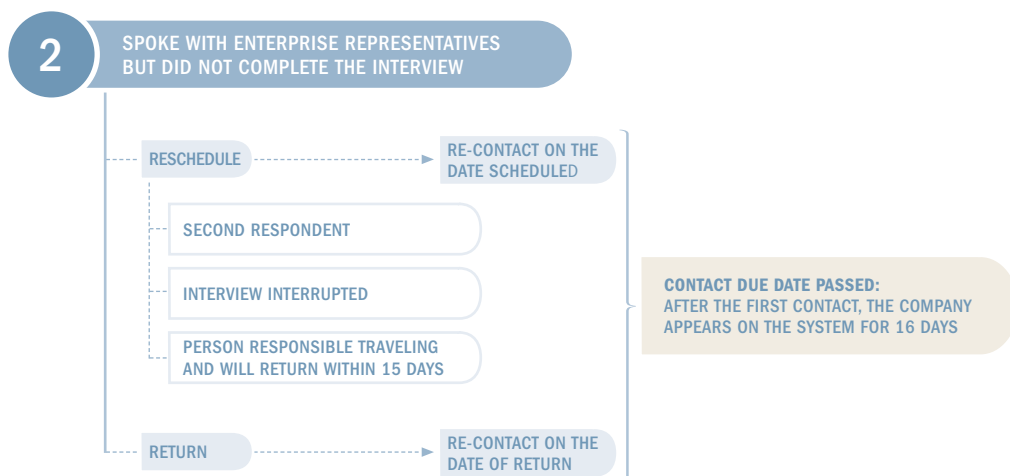 2
SPOKE WITH ENTERPRISE REPRESENTATIVES
BUT DID NOT COMPLETE THE INTERVIEW
RESCHEDULE
RE-CONTACT ON THE
DATE SCHEDULED
SECOND RESPONDENT
INTERVIEW INTERRUPTED
PERSON RESPONSIBLE TRAVELING
AND WILL RETURN WITHIN 15 DAYS
CONTACT DUE DATE PASSED:
AFTER THE FIRST CONTACT, THE COMPANY
APPEARS ON THE SYSTEM FOR 16 DAYS
RETURN
RE-CONTACT ON THE
DATE OF RETURN